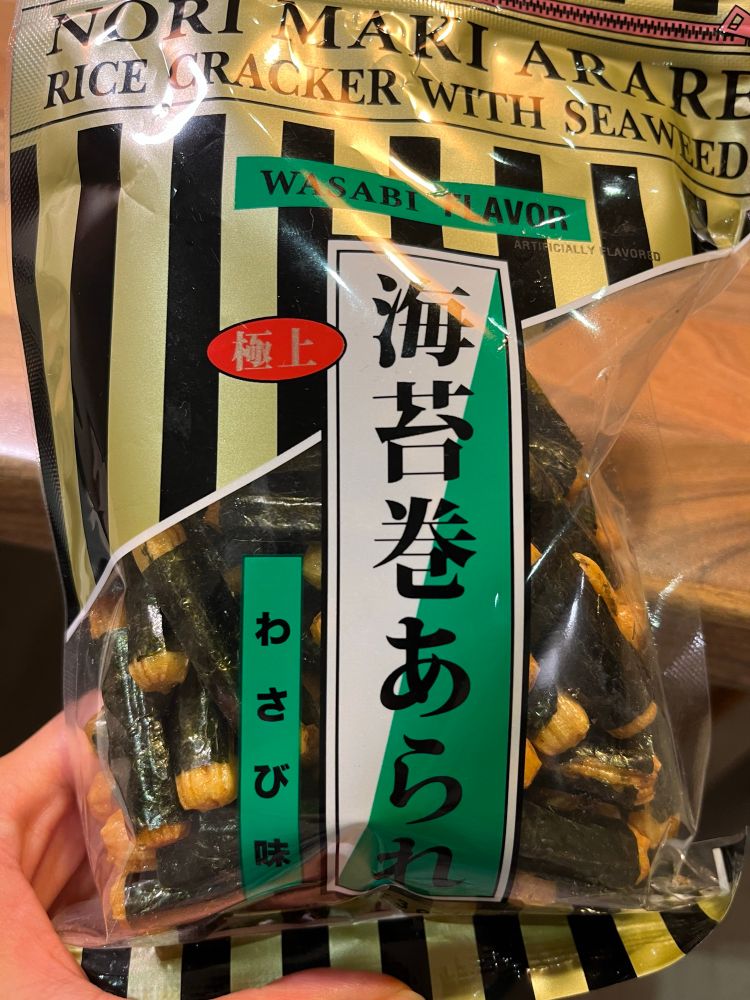 NORI MAKI ARARE
RICE CRACKER WITH SEAWEED
WASABI FLAVOR
ARTIFICIALLY FLAVORED
極上
海苔巻あられ
わさび味